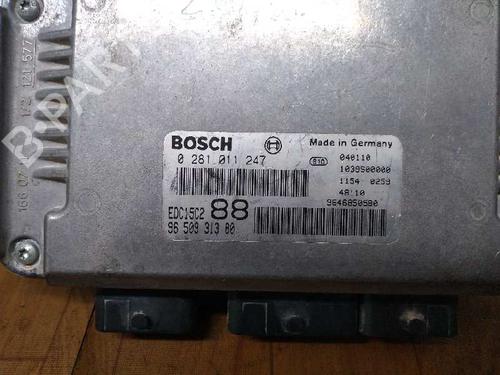 BOSCH
Made in Germany
0 281 011 247
040110
1039S00000
1154 0259
48'10
EDC15C2 88
9646850580
96 509 313 80
B-PARTS